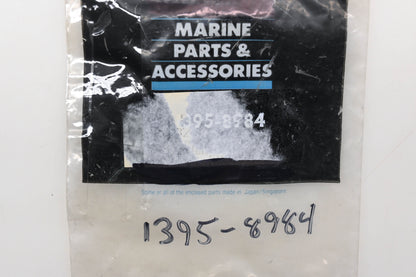 MARINE
PARTS &
ACCESSORIES
1395-8984
Some or all of the enclosed parts made in Japan/Singapore
1395-8984